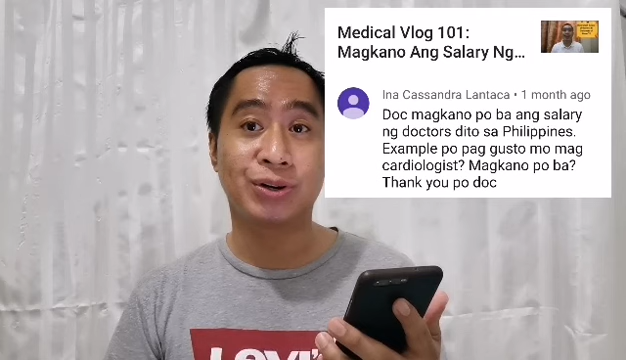 Medical Vlog 101:
Magkano Ang Salary Ng...
Ina Cassandra Lantaca • 1 month ago
Doc magkano po ba ang salary
ng doctors dito sa Philippines.
Example po pag gusto mo mag
cardiologist? Magkano po ba?
Thank you po doc